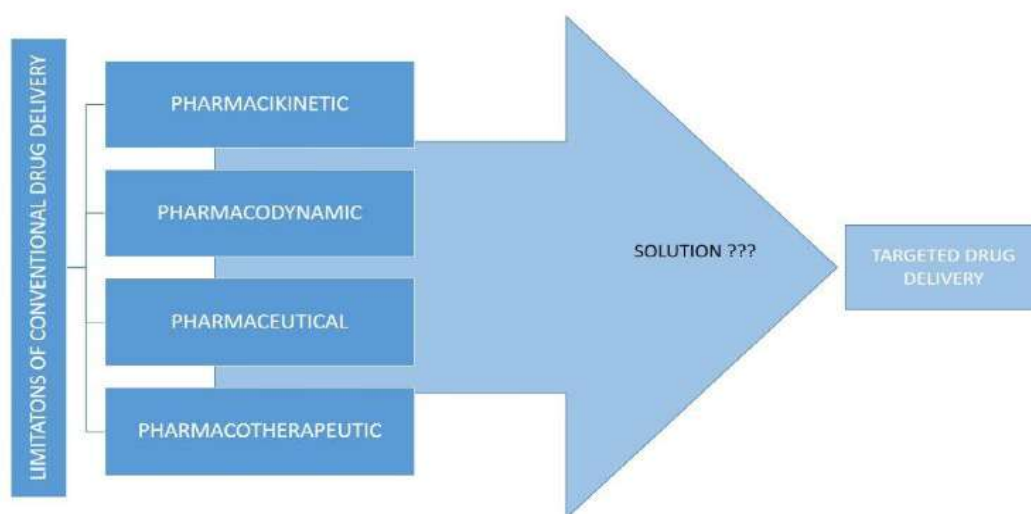 LIMITATONS OF CONVENTIONAL DRUG DELIVERY
PHARMACIKINETIC
PHARMACODYNAMIC
PHARMACEUTICAL
PHARMACOTHERAPEUTIC
SOLUTION ???
TARGETED DRUG
DELIVERY